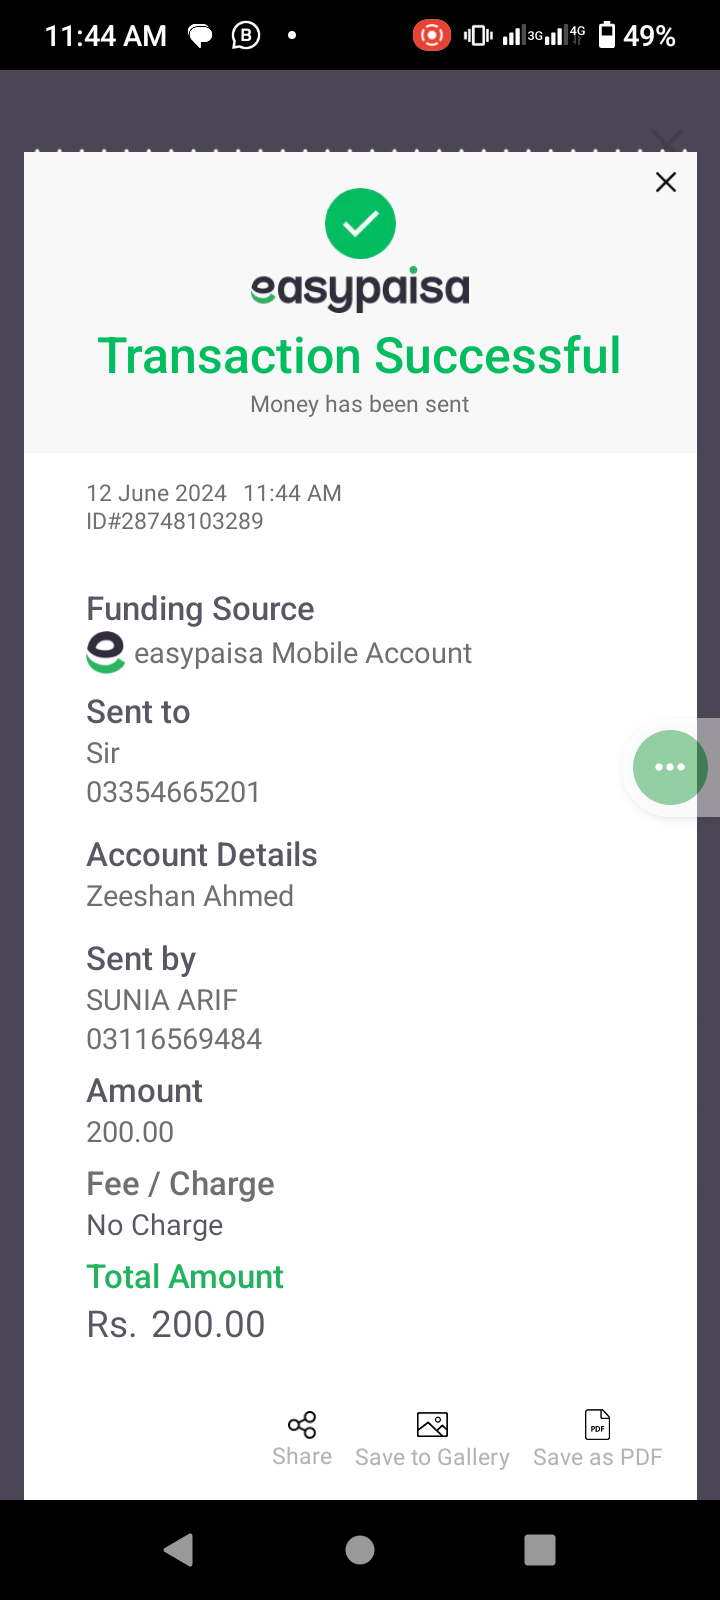 11:44 AM B 3G 4G 49%
easypaisa
Transaction Successful
Money has been sent
12 June 2024 11:44 AM
ID#28748103289
Funding Source
easypaisa Mobile Account
Sent to
Sir
03354665201
Account Details
Zeeshan Ahmed
Sent by
SUNIA ARIF
03116569484
Amount
200.00
Fee / Charge
No Charge
Total Amount
Rs. 200.00
PDF
Share Save to Gallery Save as PDF